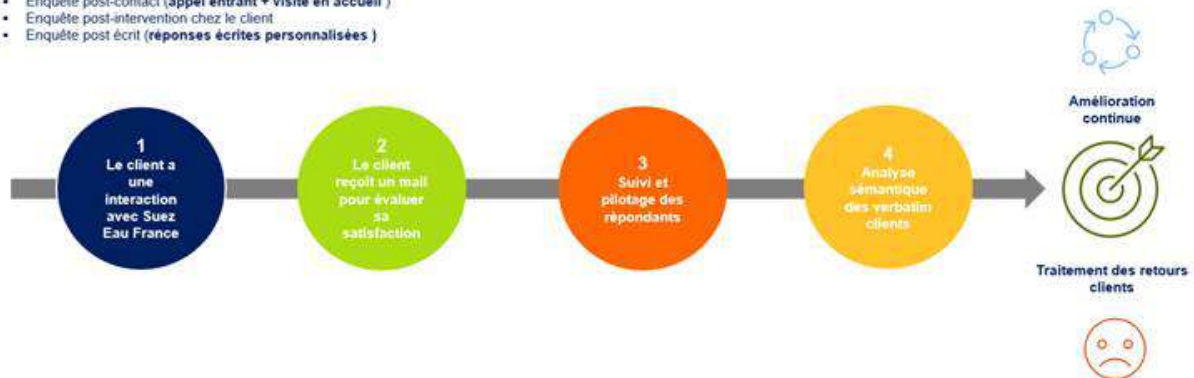 Enquête post-contact (appel entrant + visite en accueil )
Enquête post-intervention chez le client
Enquête post écrit (réponses écrites personnalisées )
1
Le client a
une
interaction
avec Suez
Eau France
2
Le client
reçoit un mail
pour évaluer
sa
satisfaction
3
Suivi et
pilotage des
répondants
4
Analyse
sémantique
des verbatim
clients
Amélioration
continue
Traitement des retours
clients